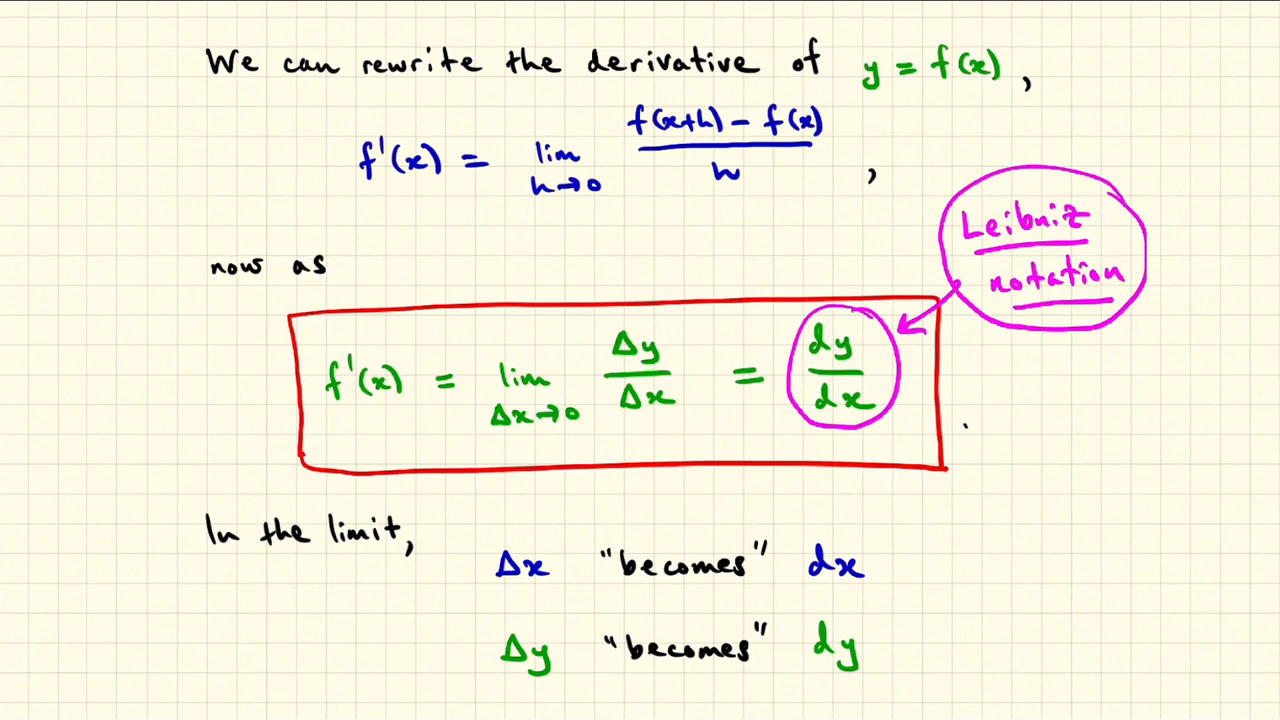 We can rewrite the derivative of y = f(x),
f'(x) = lim h→0 f(x+h) − f(x) / h ,
Leibniz
notation
now as
f'(x) = lim Δx→0 Δy / Δx = dy / dx .
In the limit,
Δx "becomes" dx
Δy "becomes" dy